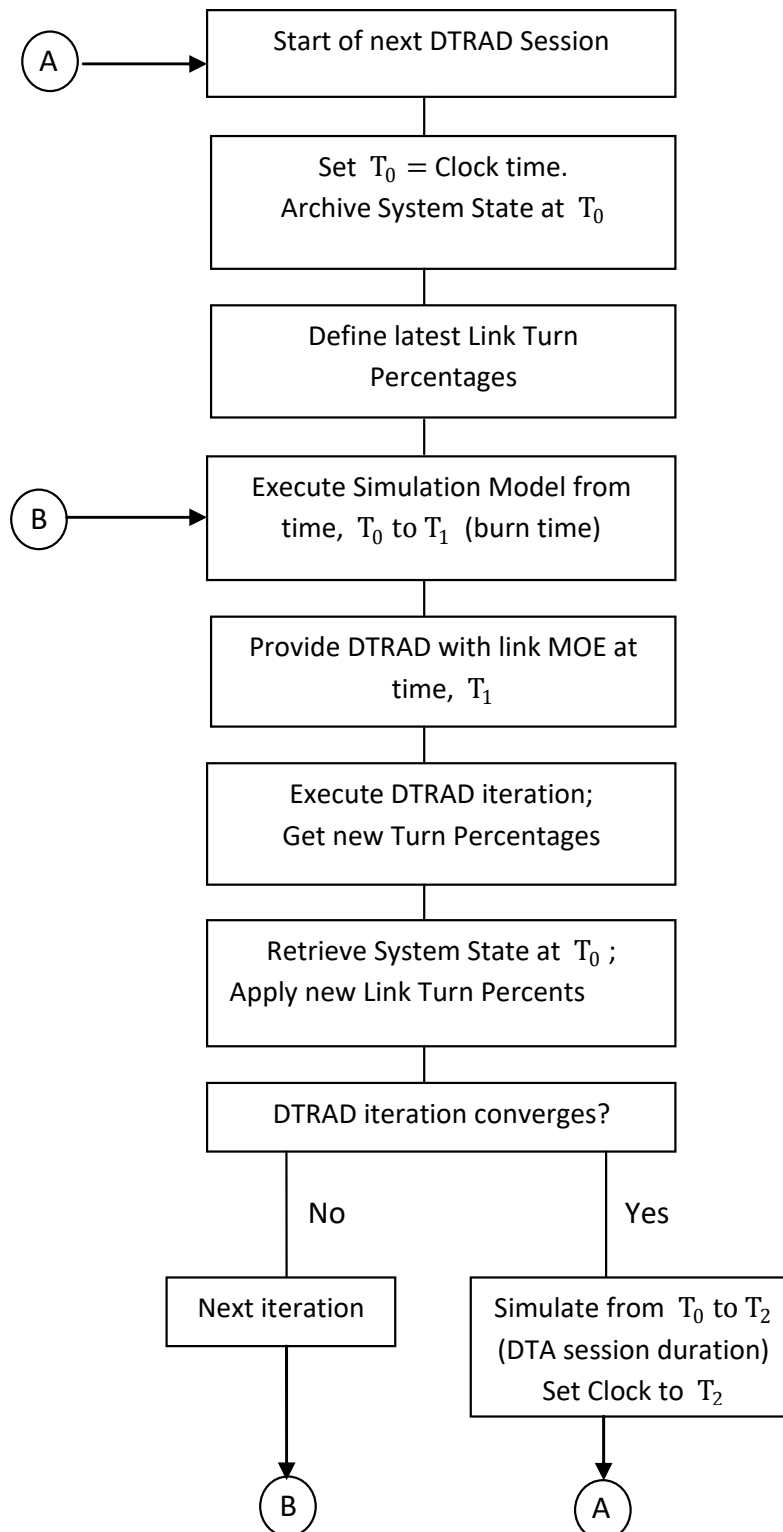 A
Start of next DTRAD Session
Set T₀ = Clock time.
Archive System State at T₀
Define latest Link Turn
Percentages
B
Execute Simulation Model from
time, T₀ to T₁ (burn time)
Provide DTRAD with link MOE at
time, T₁
Execute DTRAD iteration;
Get new Turn Percentages
Retrieve System State at T₀ ;
Apply new Link Turn Percents
DTRAD iteration converges?
No
Yes
Next iteration
Simulate from T₀ to T₂
(DTA session duration)
Set Clock to T₂
B
A